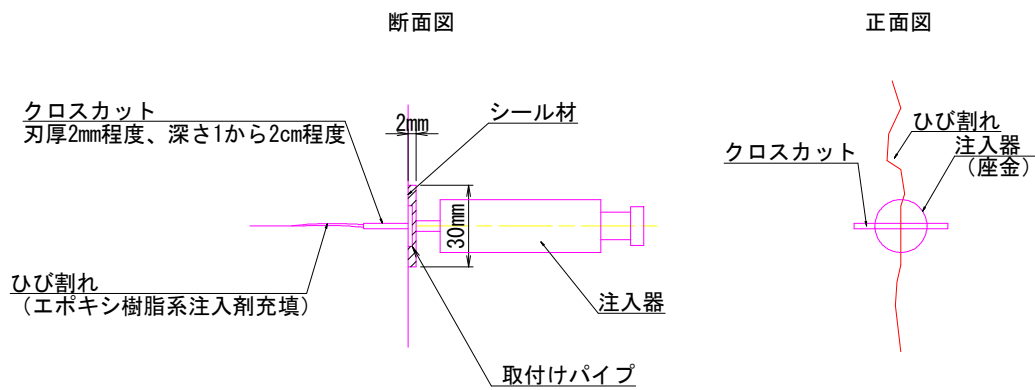 断面図
正面図
クロスカット
刃厚2mm程度、深さ1から2cm程度
2mm
シール材
30mm
ひび割れ
(エポキシ樹脂系注入剤充填)
注入器
取付けパイプ
ひび割れ
クロスカット
注入器
(座金)